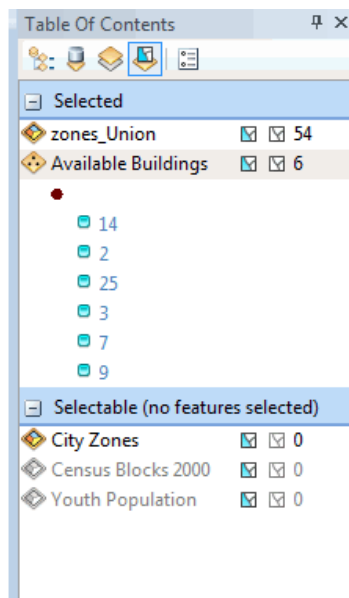 Table Of Contents
Selected
zones_Union 54
Available Buildings 6
14
2
25
3
7
9
Selectable (no features selected)
City Zones 0
Census Blocks 2000 0
Youth Population 0